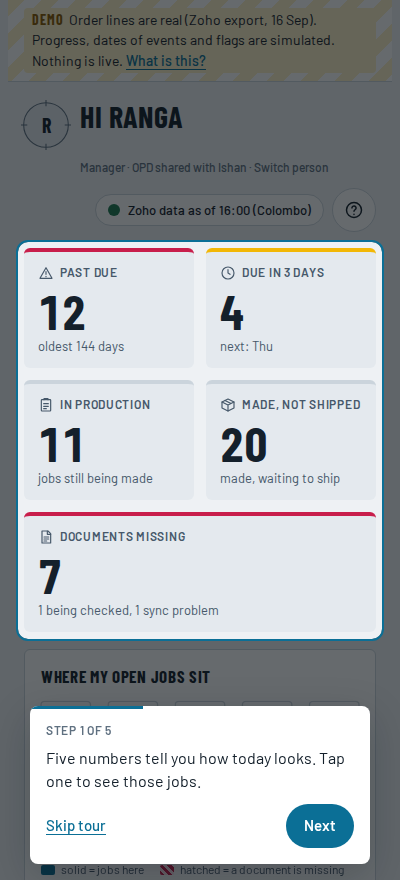 DEMO Order lines are real (Zoho export, 16 Sep).
Progress, dates of events and flags are simulated.
Nothing is live. What is this?
R
HI RANGA
Manager · OPD shared with Ishan · Switch person
Zoho data as of 16:00 (Colombo)
PAST DUE
12
oldest 144 days
DUE IN 3 DAYS
4
next: Thu
IN PRODUCTION
11
jobs still being made
MADE, NOT SHIPPED
20
made, waiting to ship
DOCUMENTS MISSING
7
1 being checked, 1 sync problem
WHERE MY OPEN JOBS SIT
STEP 1 OF 5
Five numbers tell you how today looks. Tap
one to see those jobs.
Skip tour
Next
solid = jobs here
hatched = a document is missing